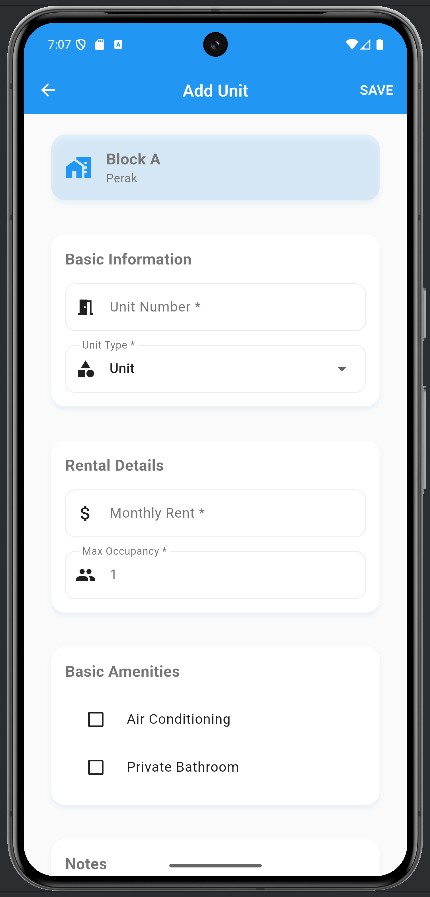 7:07
Add Unit
SAVE
Block A
Perak
Basic Information
Unit Number *
Unit Type *
Unit
Rental Details
$ Monthly Rent *
Max Occupancy *
1
Basic Amenities
Air Conditioning
Private Bathroom
Notes